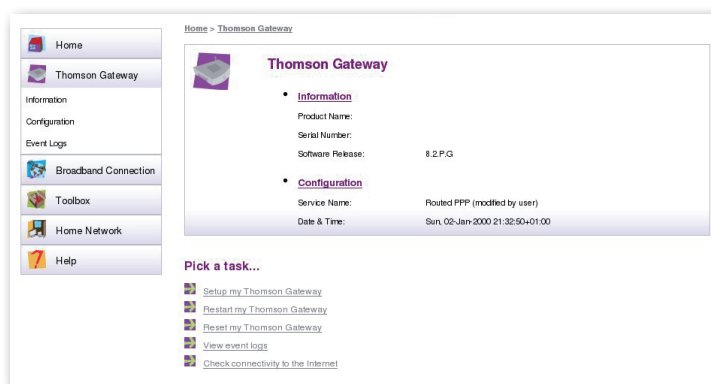 Home > Thomson Gateway
Home
Thomson Gateway
Information
Configuration
Event Logs
Broadband Connection
Toolbox
Home Network
Help
Thomson Gateway
• Information
Product Name:
Serial Number:
Software Release: 8.2.P.G
• Configuration
Service Name: Routed PPP (modified by user)
Date & Time: Sun, 02-Jan-2000 21:32:50+01:00
Pick a task...
Setup my Thomson Gateway
Restart my Thomson Gateway
Reset my Thomson Gateway
View event logs
Check connectivity to the Internet